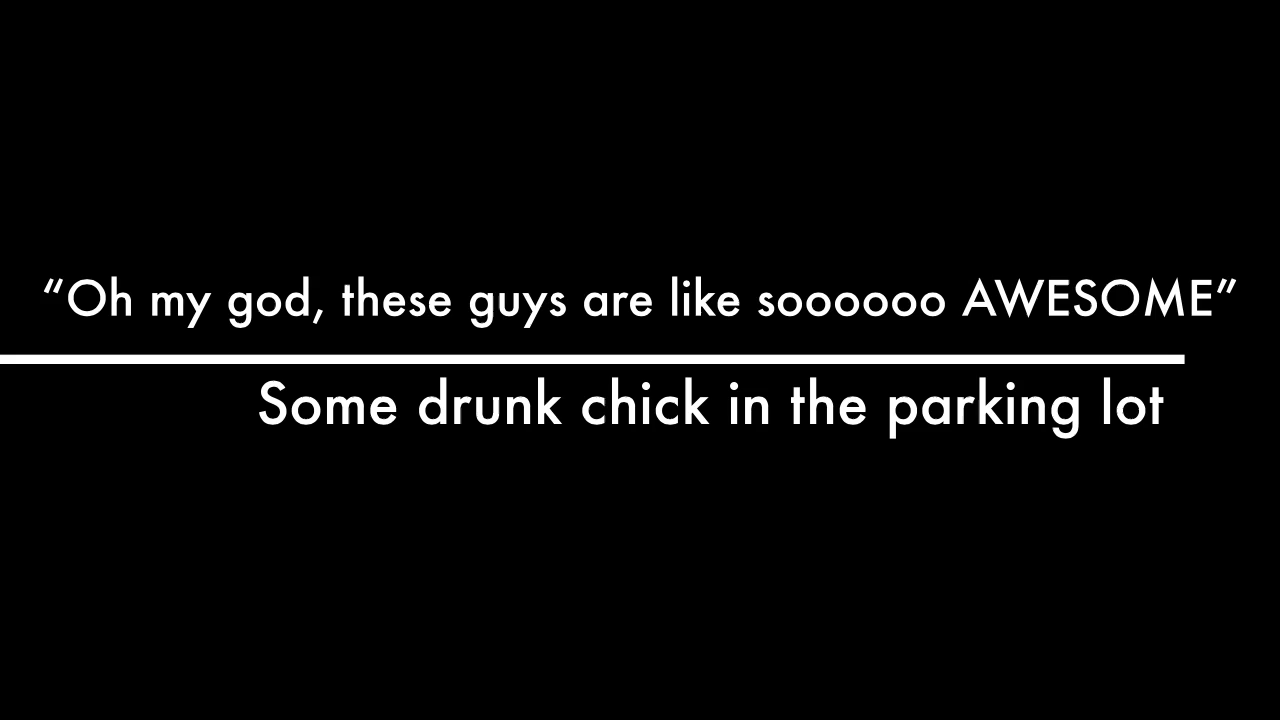 “Oh my god, these guys are like soooooo AWESOME”
Some drunk chick in the parking lot